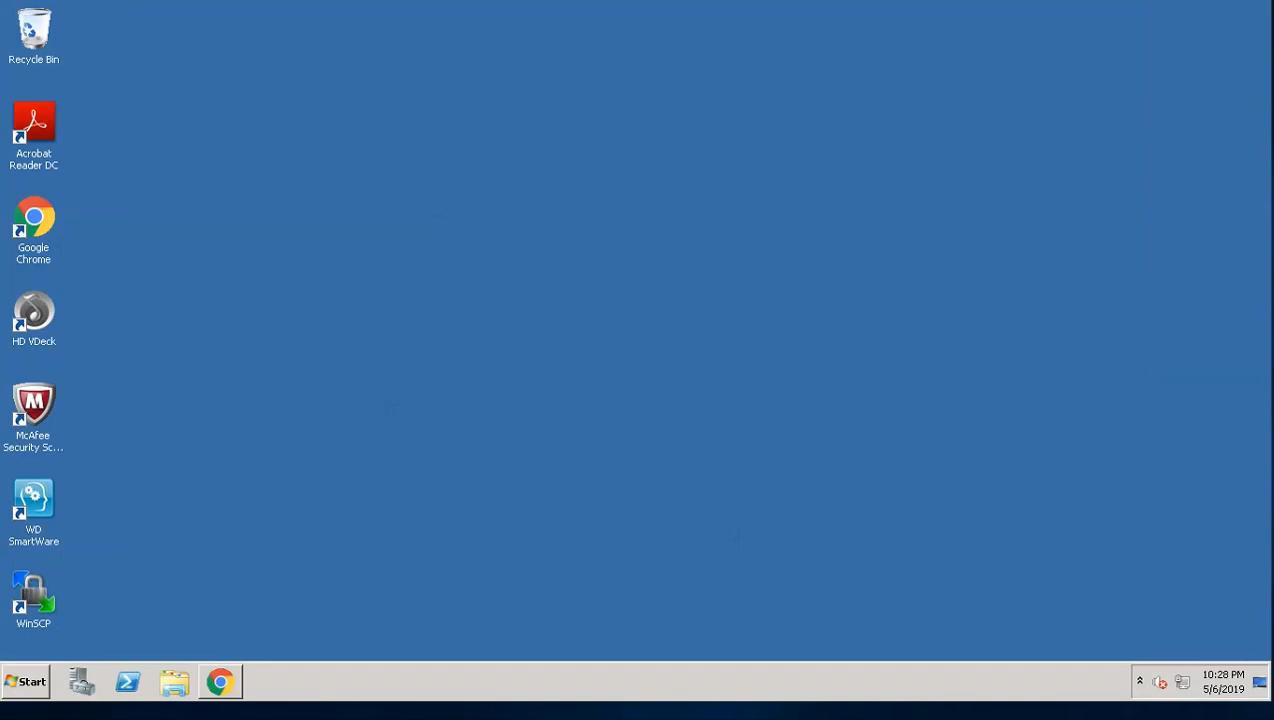 Recycle Bin
Acrobat
Reader DC
Google
Chrome
HD VDeck
McAfee
Security Sc...
WD
SmartWare
WinSCP
Start
10:28 PM
5/6/2019